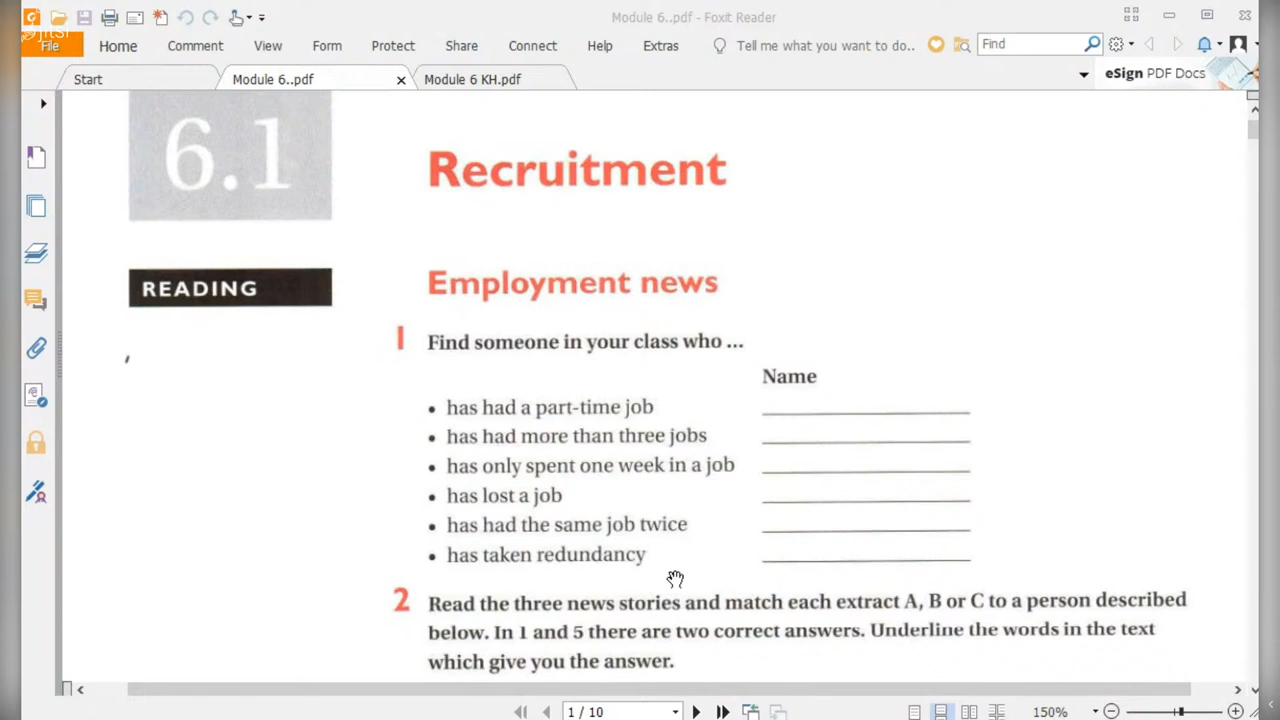 Module 6..pdf - Foxit Reader
jitsi
File Home Comment View Form Protect Share Connect Help Extras Tell me what you want to do.. Find
Start Module 6..pdf Module 6 KH.pdf eSign PDF Docs
6.1
Recruitment
READING
Employment news
1 Find someone in your class who ...
Name
• has had a part-time job
• has had more than three jobs
• has only spent one week in a job
• has lost a job
• has had the same job twice
• has taken redundancy
2 Read the three news stories and match each extract A, B or C to a person described
below. In 1 and 5 there are two correct answers. Underline the words in the text
which give you the answer.
1 / 10 150%